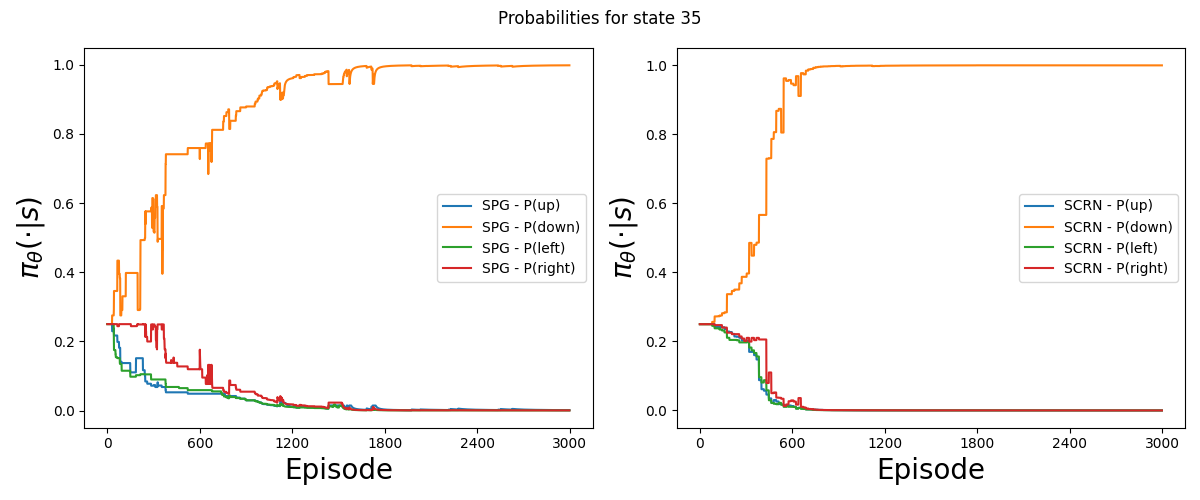 Probabilities for state 35
π_θ(·|s)
1.0
0.8
0.6
0.4
0.2
0.0
SPG - P(up)
SPG - P(down)
SPG - P(left)
SPG - P(right)
0 600 1200 1800 2400 3000
Episode
π_θ(·|s)
1.0
0.8
0.6
0.4
0.2
0.0
SCRN - P(up)
SCRN - P(down)
SCRN - P(left)
SCRN - P(right)
0 600 1200 1800 2400 3000
Episode